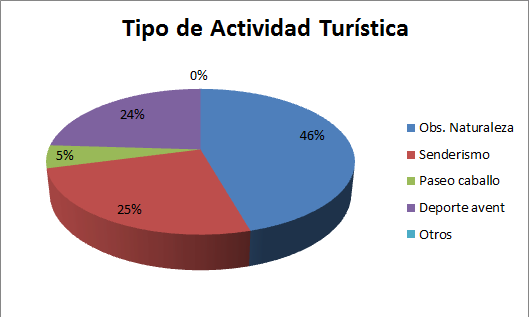 Tipo de Actividad Turística
0%
24%
46%
5%
25%
Obs. Naturaleza
Senderismo
Paseo caballo
Deporte avent
Otros